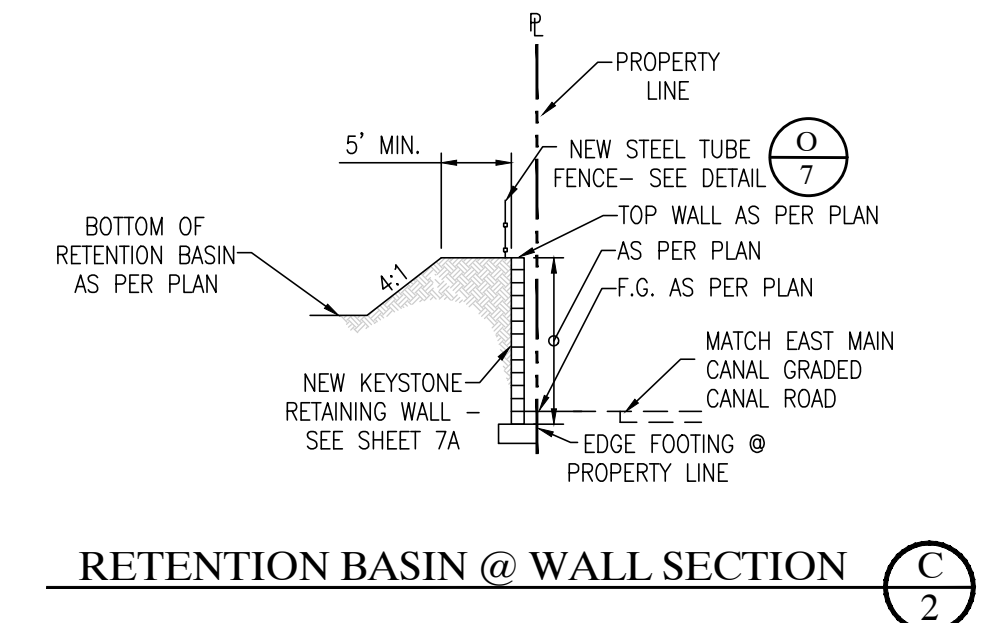 PL
PROPERTY
LINE
5' MIN.
NEW STEEL TUBE
FENCE- SEE DETAIL
O
7
TOP WALL AS PER PLAN
BOTTOM OF
RETENTION BASIN
AS PER PLAN
AS PER PLAN
4:1
F.G. AS PER PLAN
MATCH EAST MAIN
CANAL GRADED
CANAL ROAD
NEW KEYSTONE
RETAINING WALL -
SEE SHEET 7A
EDGE FOOTING @
PROPERTY LINE
RETENTION BASIN @ WALL SECTION
C
2